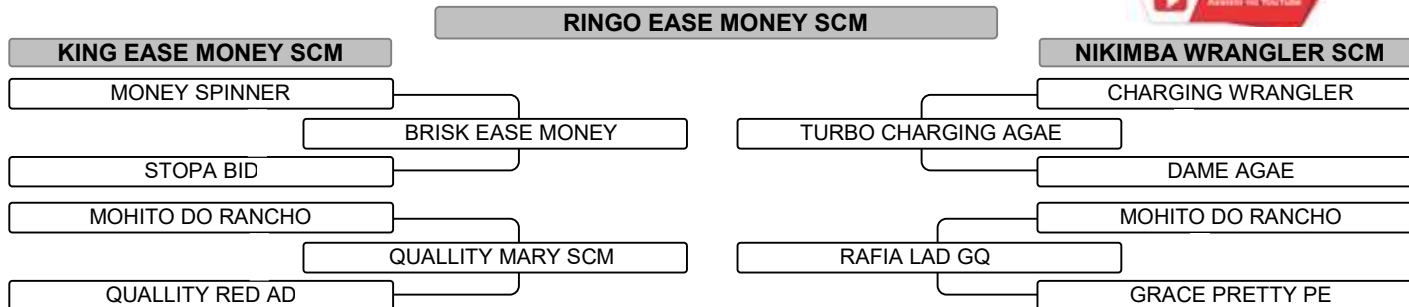 RINGO EASE MONEY SCM
KING EASE MONEY SCM
NIKIMBA WRANGLER SCM
MONEY SPINNER
CHARGING WRANGLER
BRISK EASE MONEY
TURBO CHARGING AGAE
STOPA BID
DAME AGAE
MOHITO DO RANCHO
MOHITO DO RANCHO
QUALLITY MARY SCM
RAFIA LAD GQ
QUALLITY RED AD
GRACE PRETTY PE